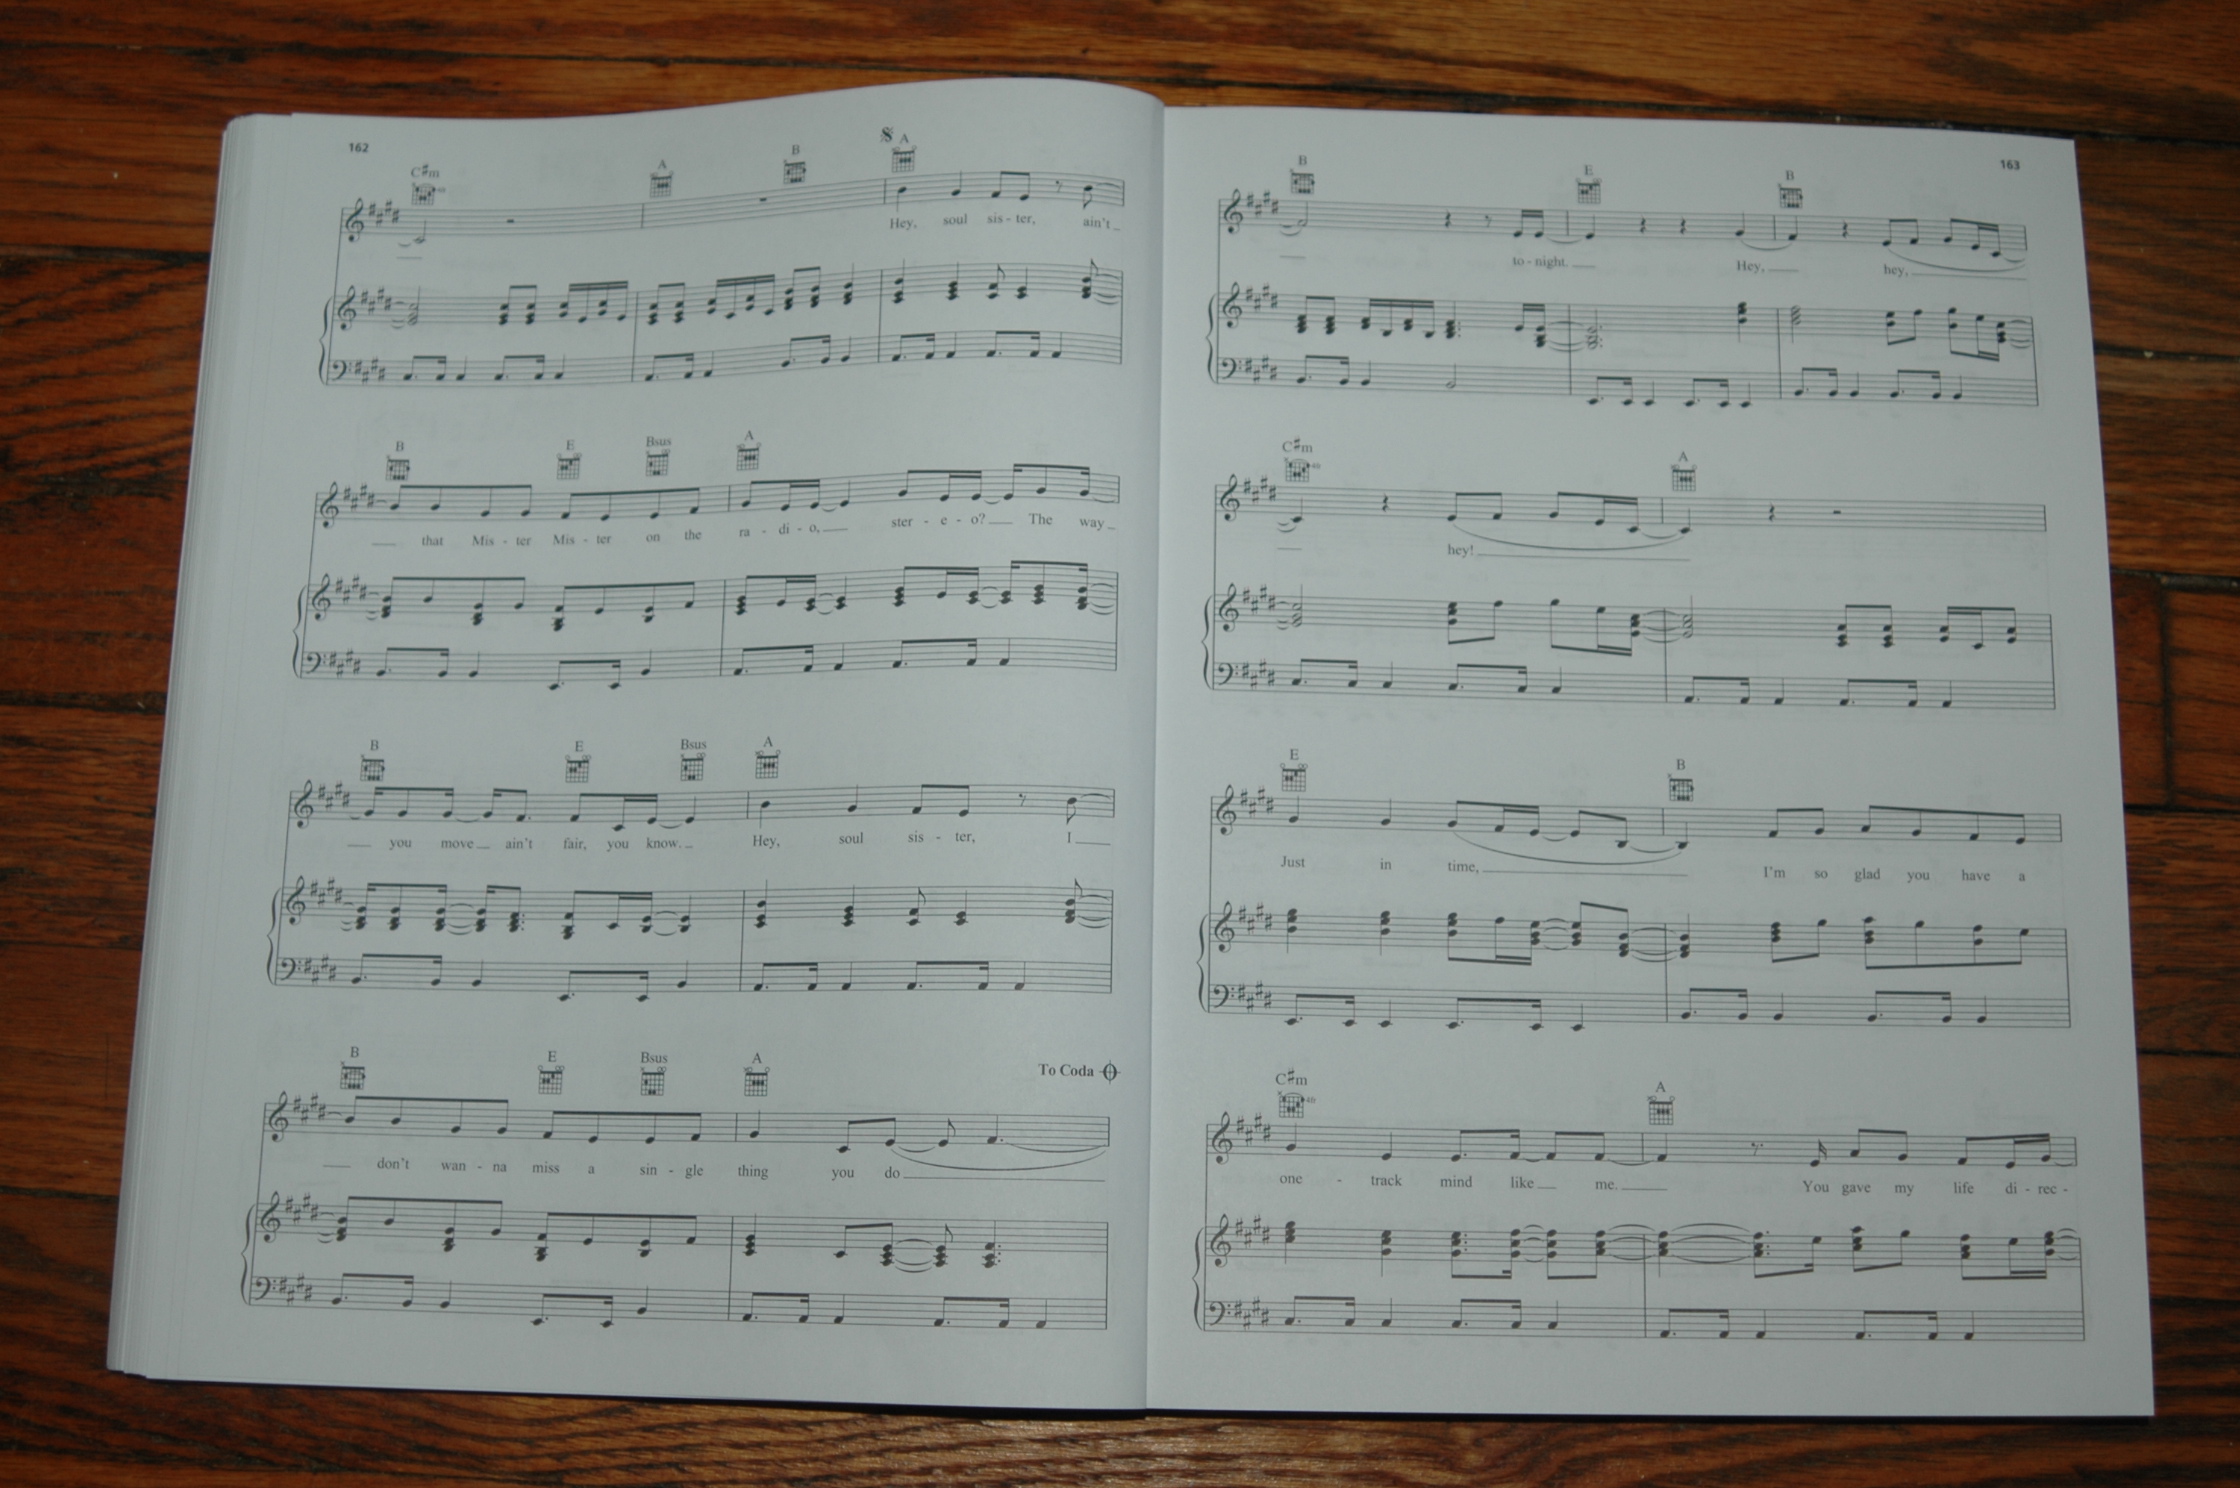 162
C#m A B A
Hey, soul sis - ter, ain't
B E Bsus A
that Mis - ter Mis - ter on the ra - di - o, ster - e - o? The way
B E Bsus A
you move ain't fair, you know. Hey, soul sis - ter, I
To Coda
B E Bsus A
don't wan - na miss a sin - gle thing you do
163
B E B
to - night. Hey, hey,
C#m 4fr A
hey!
E B
Just in time, I'm so glad you have a
C#m 4fr A
one - track mind like me. You gave my life di - rec -